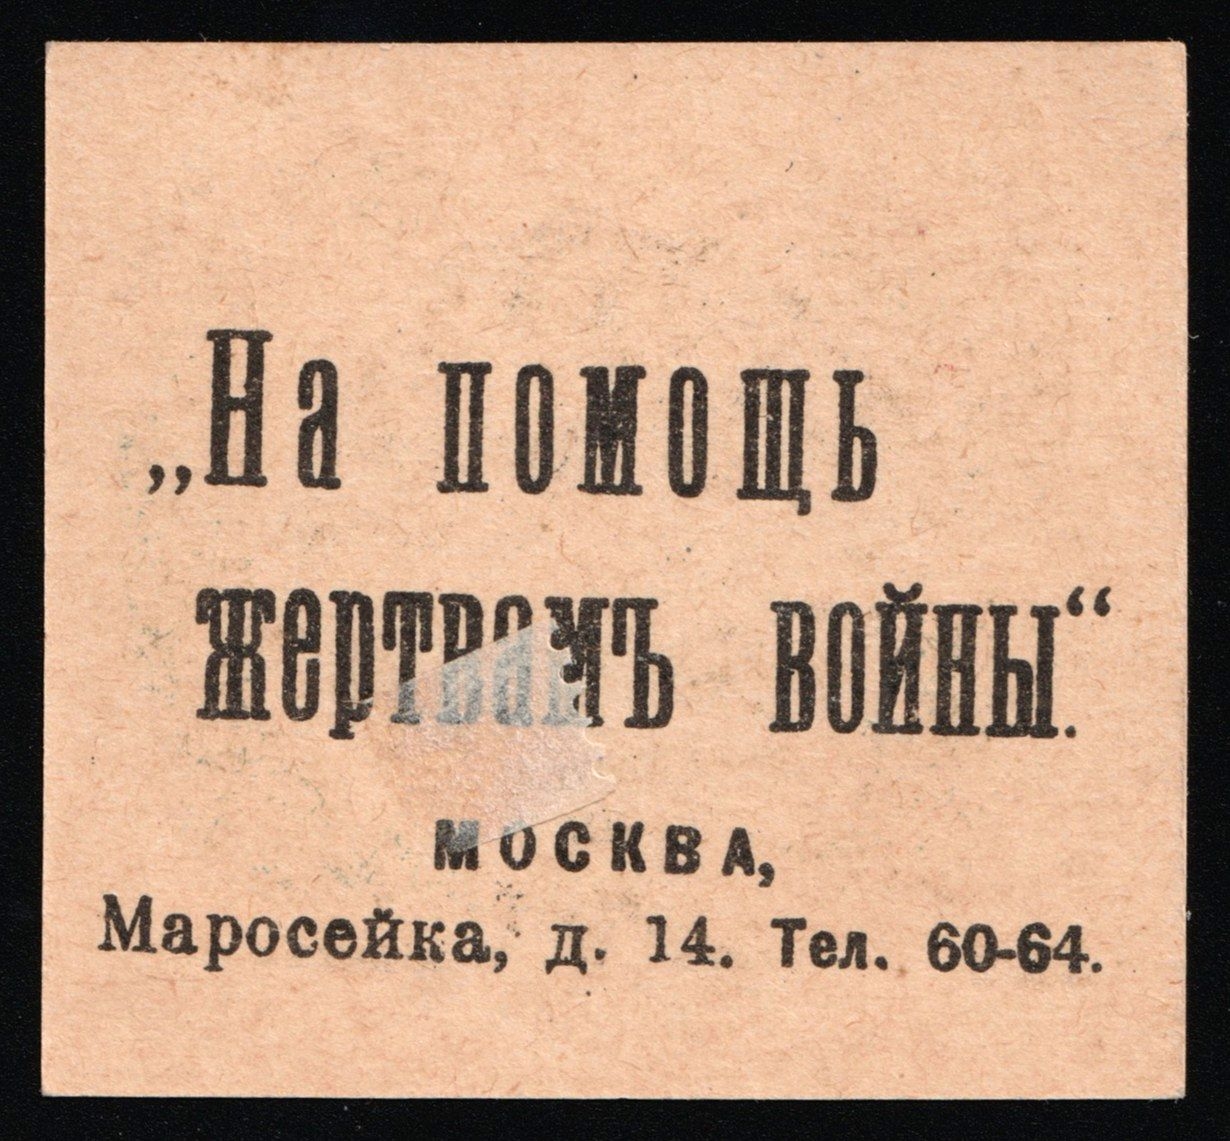 „На помощь
жертвамъ войны“.
МОСКВА,
Маросейка, д. 14. Тел. 60-64.